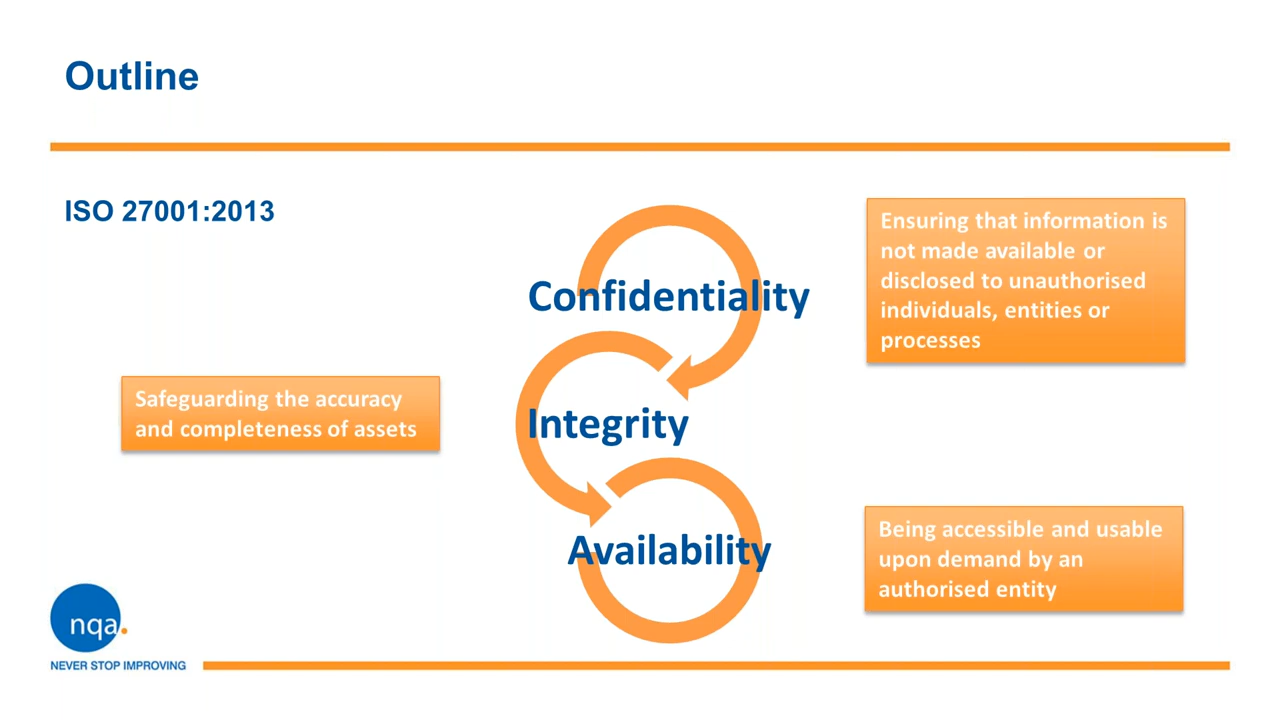 Outline
ISO 27001:2013
Confidentiality
Ensuring that information is
not made available or
disclosed to unauthorised
individuals, entities or
processes
Safeguarding the accuracy
and completeness of assets
Integrity
Availability
Being accessible and usable
upon demand by an
authorised entity
nqa.
NEVER STOP IMPROVING